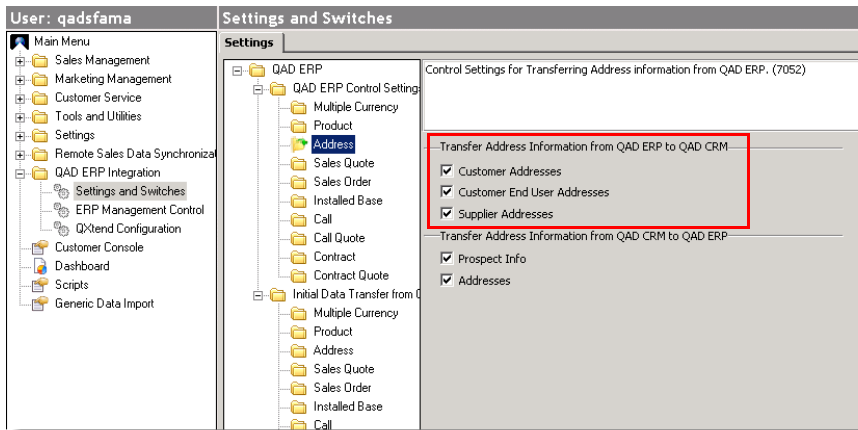 User: qadsfama
Main Menu
Sales Management
Marketing Management
Customer Service
Tools and Utilities
Settings
Remote Sales Data Synchronizat
QAD ERP Integration
Settings and Switches
ERP Management Control
QXtend Configuration
Customer Console
Dashboard
Scripts
Generic Data Import
Settings and Switches
Settings
QAD ERP
QAD ERP Control Setting
Multiple Currency
Product
Address
Sales Quote
Sales Order
Installed Base
Call
Call Quote
Contract
Contract Quote
Initial Data Transfer from
Multiple Currency
Product
Address
Sales Quote
Sales Order
Installed Base
Call
Control Settings for Transferring Address information from QAD ERP. (7052)
Transfer Address Information from QAD ERP to QAD CRM
Customer Addresses
Customer End User Addresses
Supplier Addresses
Transfer Address Information from QAD CRM to QAD ERP
Prospect Info
Addresses